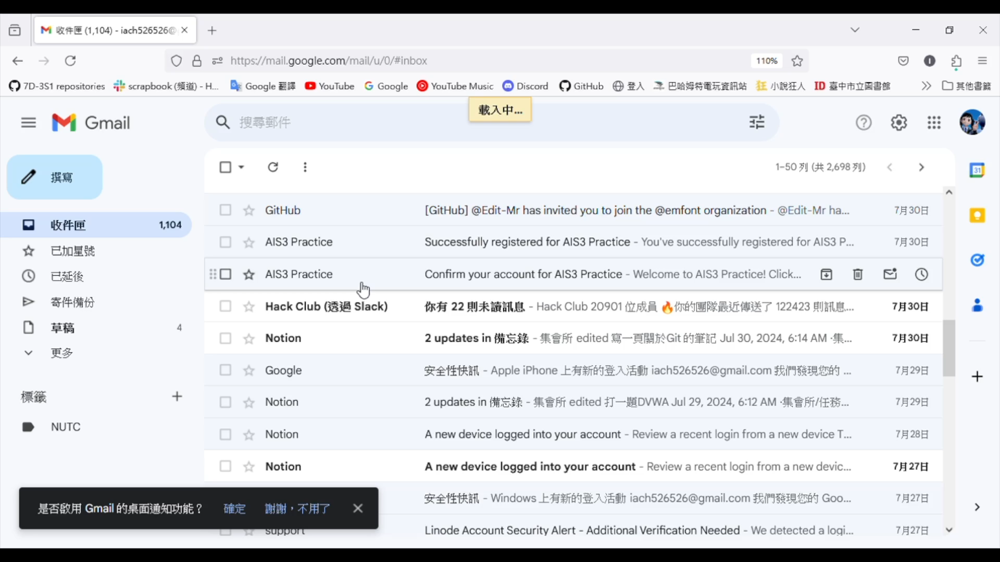 收件匣 (1,104) - iach526526@
https://mail.google.com/mail/u/0/#inbox
110%
7D-3S1 repositories
scrapbook (頻道) - H...
Google 翻譯
YouTube
Google
YouTube Music
Discord
GitHub
登入
巴哈姆特電玩資訊站
狂 小說狂人
ID 臺中市立圖書館
其他書籤
載入中...
Gmail
搜尋郵件
撰寫
1-50 列 (共 2,698 列)
收件匣 1,104
已加星號
已延後
寄件備份
草稿 4
更多
標籤
NUTC
31
GitHub [GitHub] @Edit-Mr has invited you to join the @emfont organization - @Edit-Mr ha... 7月30日
AIS3 Practice Successfully registered for AIS3 Practice - You've successfully registered for AIS3 P... 7月30日
AIS3 Practice Confirm your account for AIS3 Practice - Welcome to AIS3 Practice! Click...
Hack Club (透過 Slack) 你有 22 則未讀訊息 - Hack Club 20901 位成員 🔥你的團隊最近傳送了 122423 則訊息... 7月30日
Notion 2 updates in 備忘錄 - 集會所 edited 寫一頁關於Git 的筆記 Jul 30, 2024, 6:14 AM ·集... 7月30日
Google 安全性快訊 - Apple iPhone 上有新的登入活動 iach526526@gmail.com 我們發現您的 ... 7月29日
Notion 2 updates in 備忘錄 - 集會所 edited 打一題DVWA Jul 29, 2024, 6:12 AM ·集會所/任務... 7月29日
Notion A new device logged into your account - Review a recent login from a new device T... 7月28日
Notion A new device logged into your account - Review a recent login from a new devic... 7月27日
安全性快訊 - Windows 上有新的登入活動 iach526526@gmail.com 我們發現您的 Goo... 7月27日
support Linode Account Security Alert - Additional Verification Needed - We detected a logi... 7月27日
是否啟用 Gmail 的桌面通知功能？ 確定 謝謝，不用了